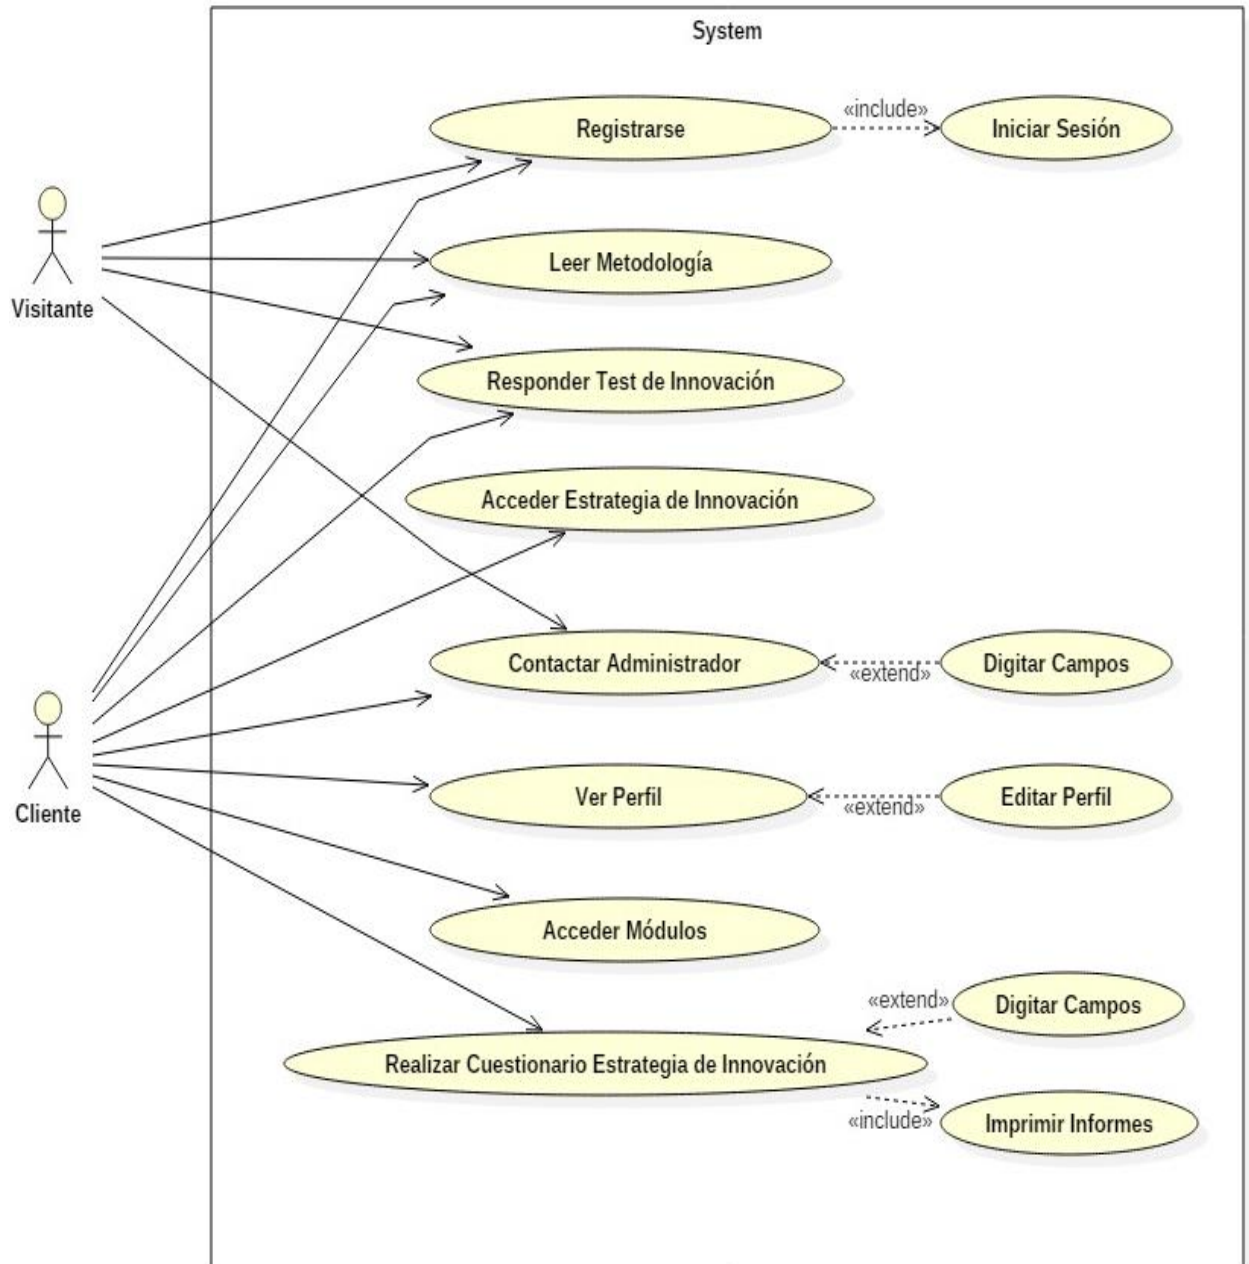 System
Registrarse
«include»
Iniciar Sesión
Leer Metodología
Visitante
Responder Test de Innovación
Acceder Estrategia de Innovación
Contactar Administrador
«extend»
Digitar Campos
Cliente
Ver Perfil
«extend»
Editar Perfil
Acceder Módulos
«extend»
Digitar Campos
Realizar Cuestionario Estrategia de Innovación
«include»
Imprimir Informes